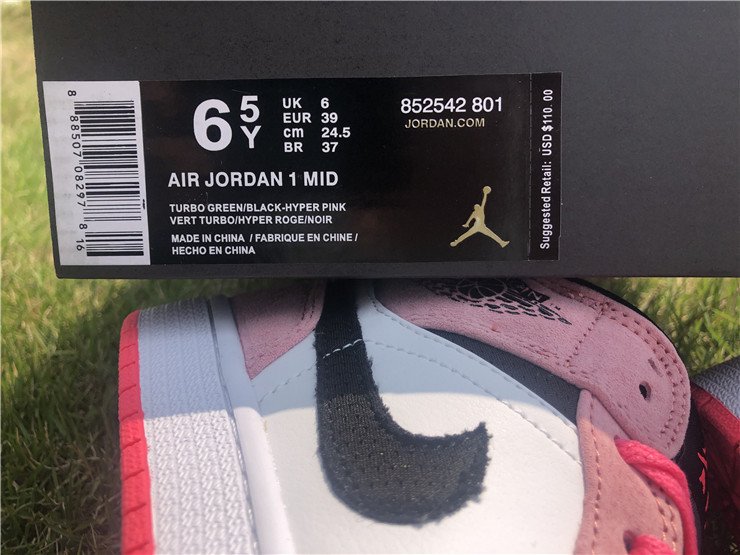 6 5Y
UK 6
EUR 39
cm 24.5
BR 37
852542 801
JORDAN.COM
AIR JORDAN 1 MID
TURBO GREEN/BLACK-HYPER PINK
VERT TURBO/HYPER ROGE/NOIR
MADE IN CHINA / FABRIQUE EN CHINE /
HECHO EN CHINA
Suggested Retail: USD $110.00
8 88507 08297 8 16